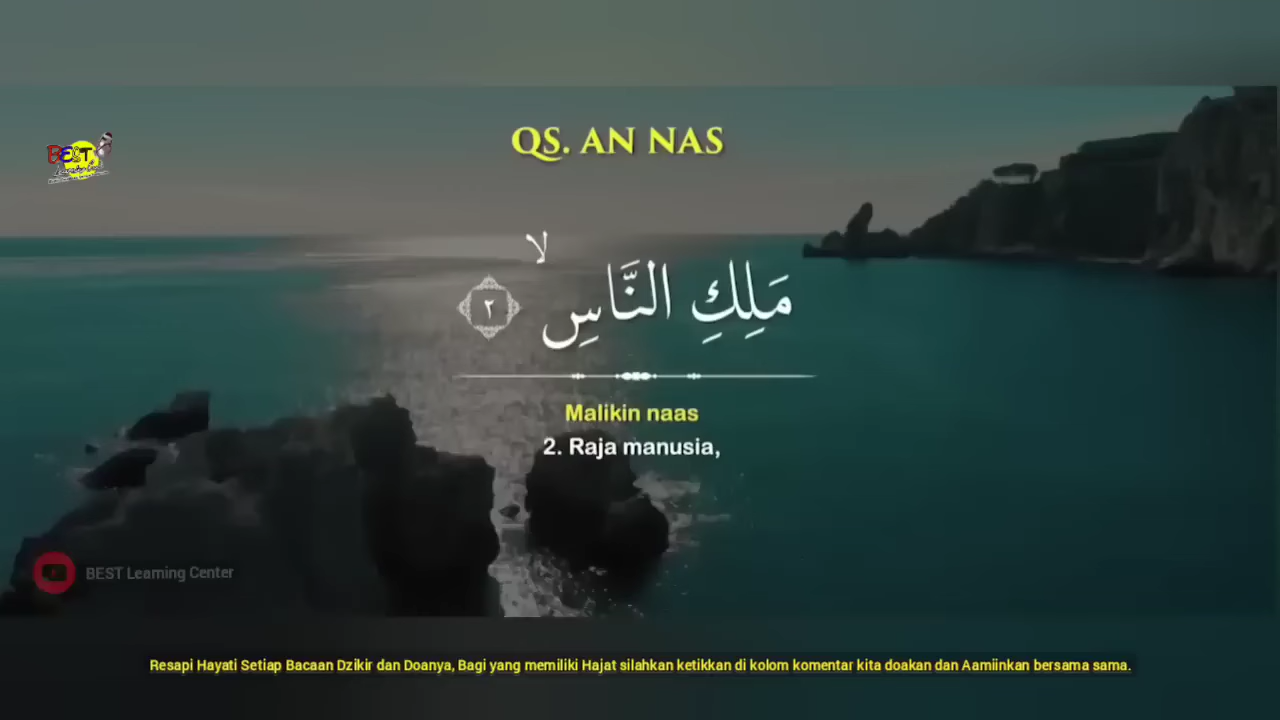 QS. AN NAS
BEST
مَلِكِ النَّاسِ ۙ ٢
Malikin naas
2. Raja manusia,
BEST Learning Center
Resapi Hayati Setiap Bacaan Dzikir dan Doanya, Bagi yang memiliki Hajat silahkan ketikkan di kolom komentar kita doakan dan Aamiinkan bersama sama.